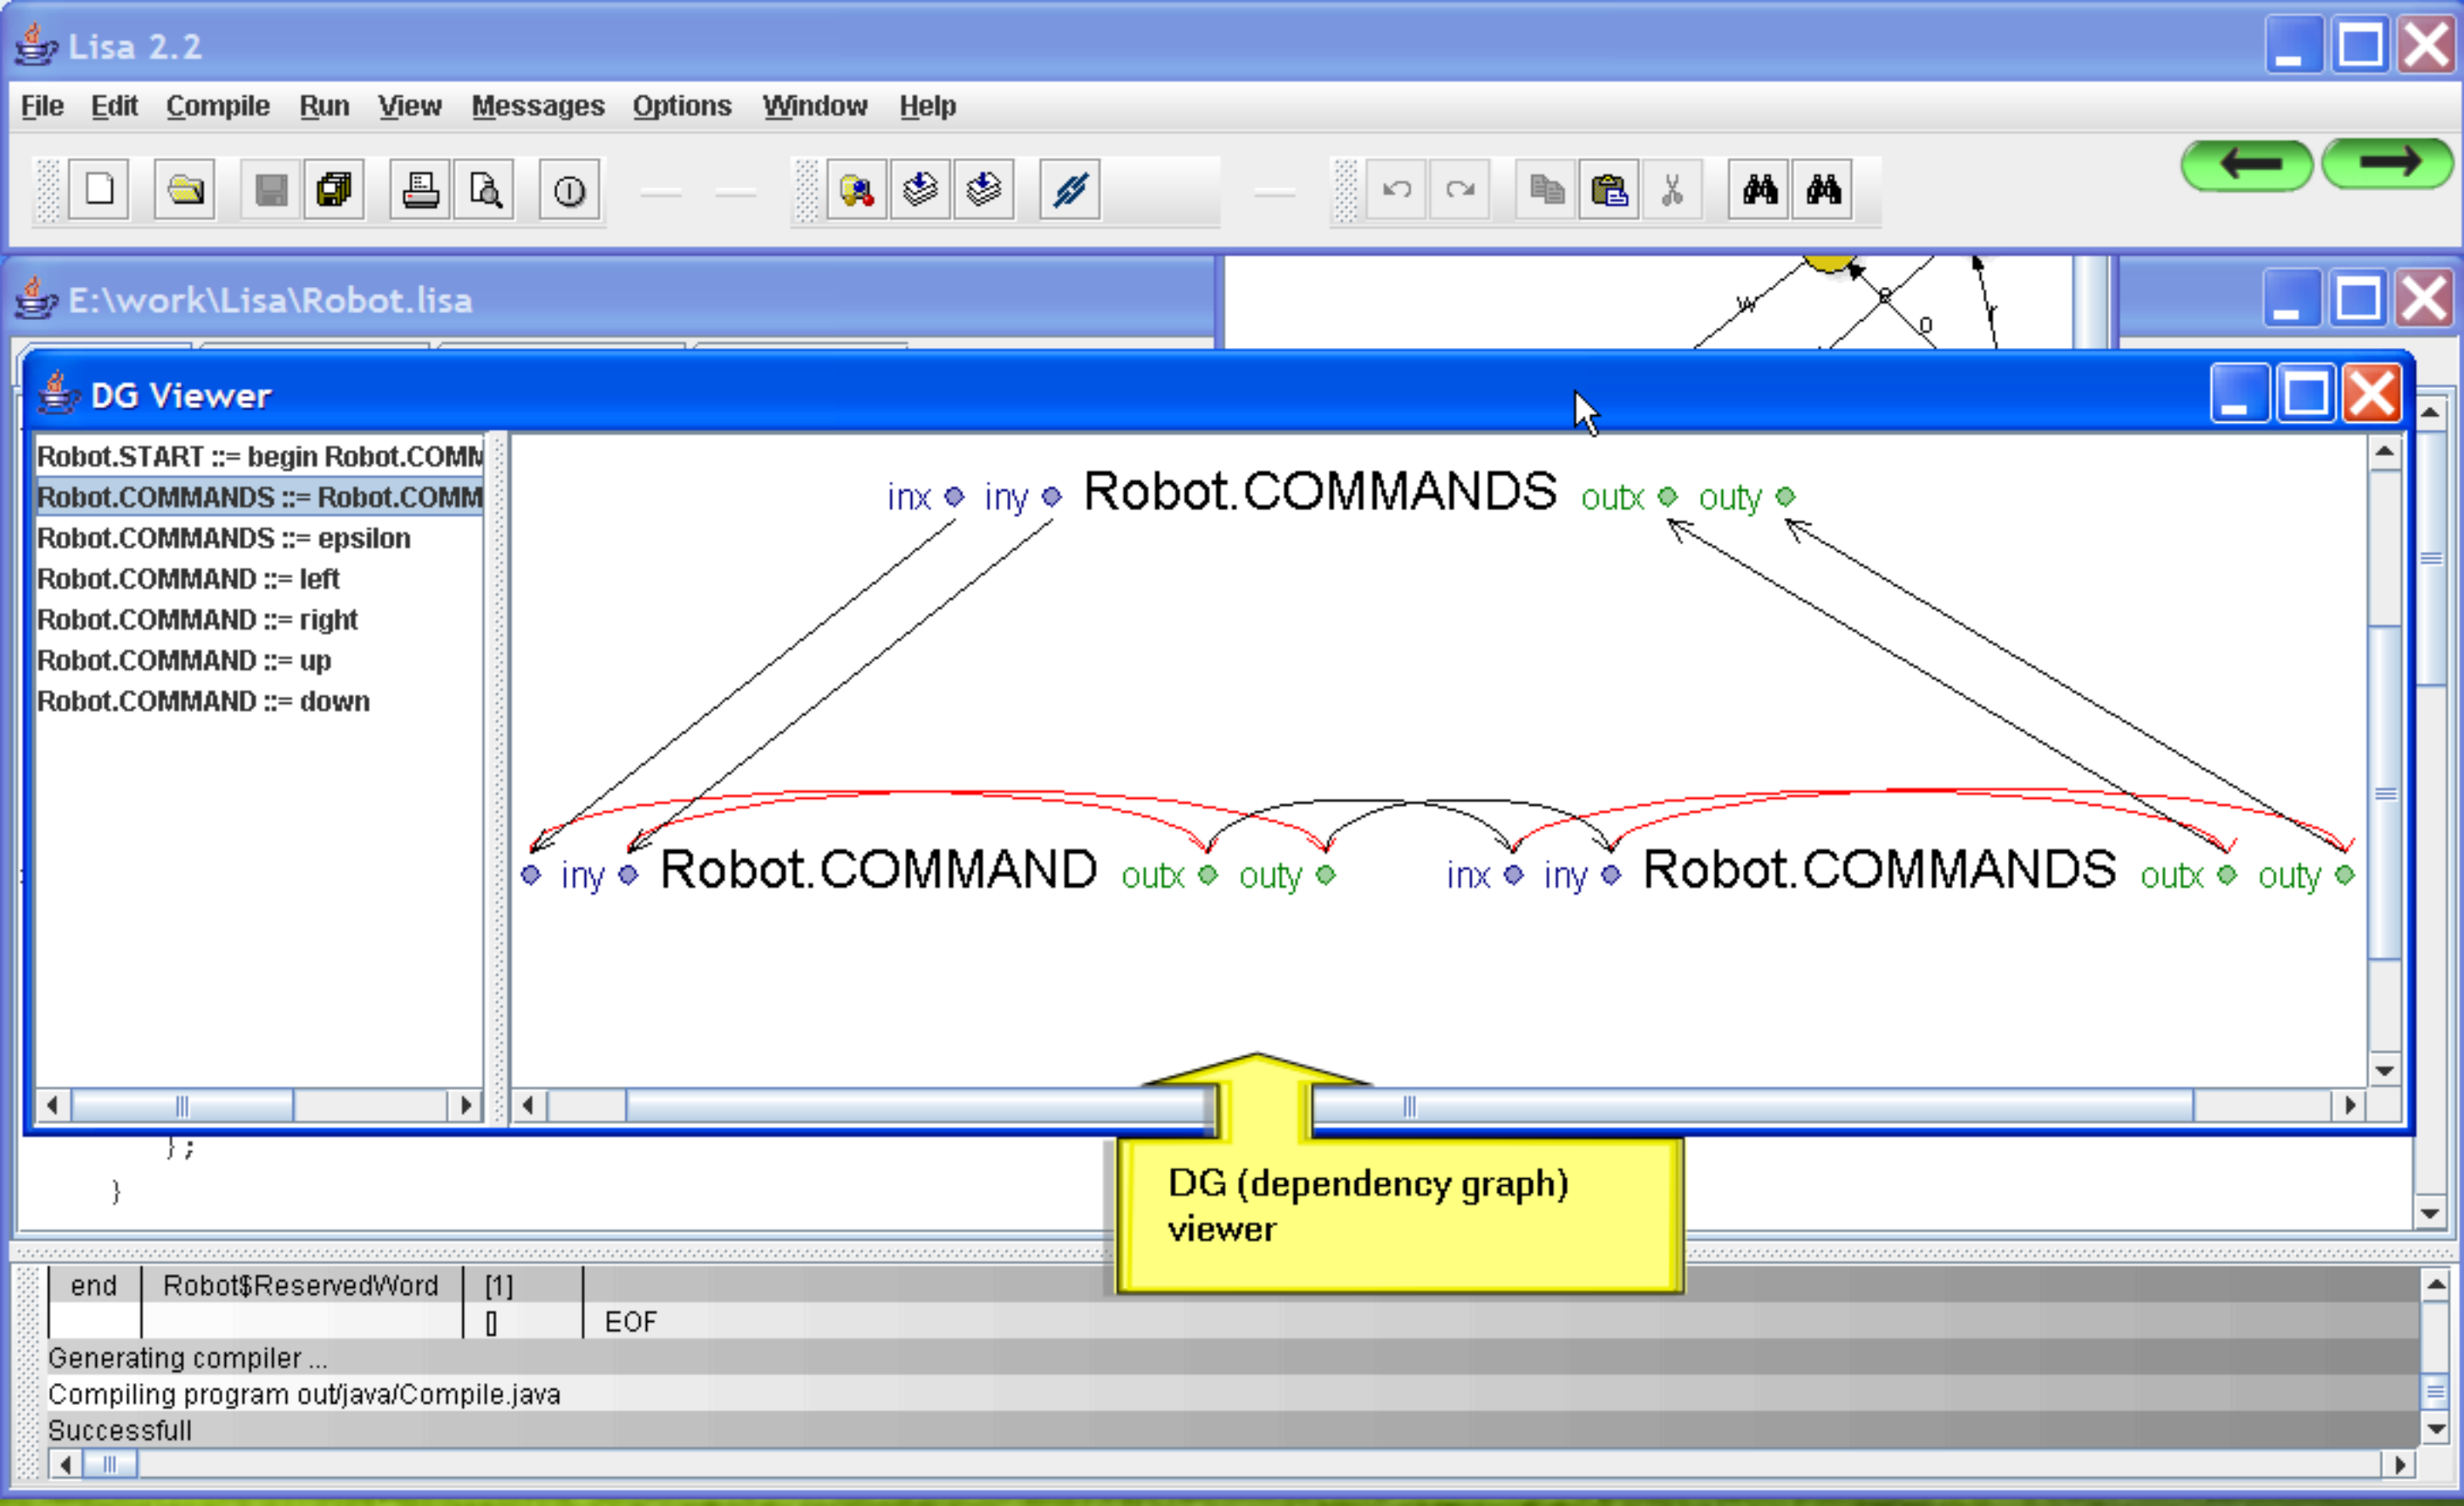 Lisa 2.2
File Edit Compile Run View Messages Options Window Help
E:\work\Lisa\Robot.lisa
w e o r
DG Viewer
Robot.START ::= begin Robot.COMM
Robot.COMMANDS ::= Robot.COMM
Robot.COMMANDS ::= epsilon
Robot.COMMAND ::= left
Robot.COMMAND ::= right
Robot.COMMAND ::= up
Robot.COMMAND ::= down
inx iny Robot.COMMANDS outx outy
iny Robot.COMMAND outx outy inx iny Robot.COMMANDS outx outy
};
}
DG (dependency graph)
viewer
end Robot$ReservedWord [1]
[] EOF
Generating compiler ...
Compiling program out/java/Compile.java
Successfull